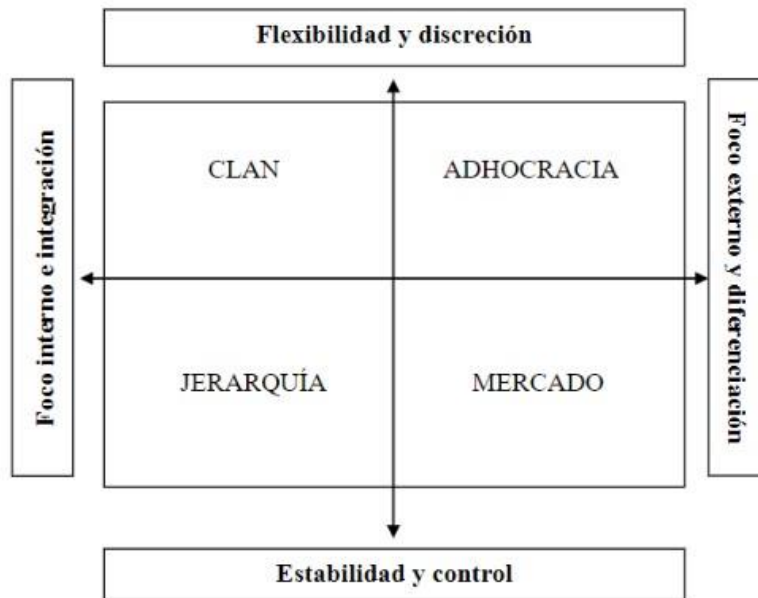 Flexibilidad y discreción
Foco interno e integración
CLAN
ADHOCRACIA
JERARQUÍA
MERCADO
Foco externo y diferenciación
Estabilidad y control